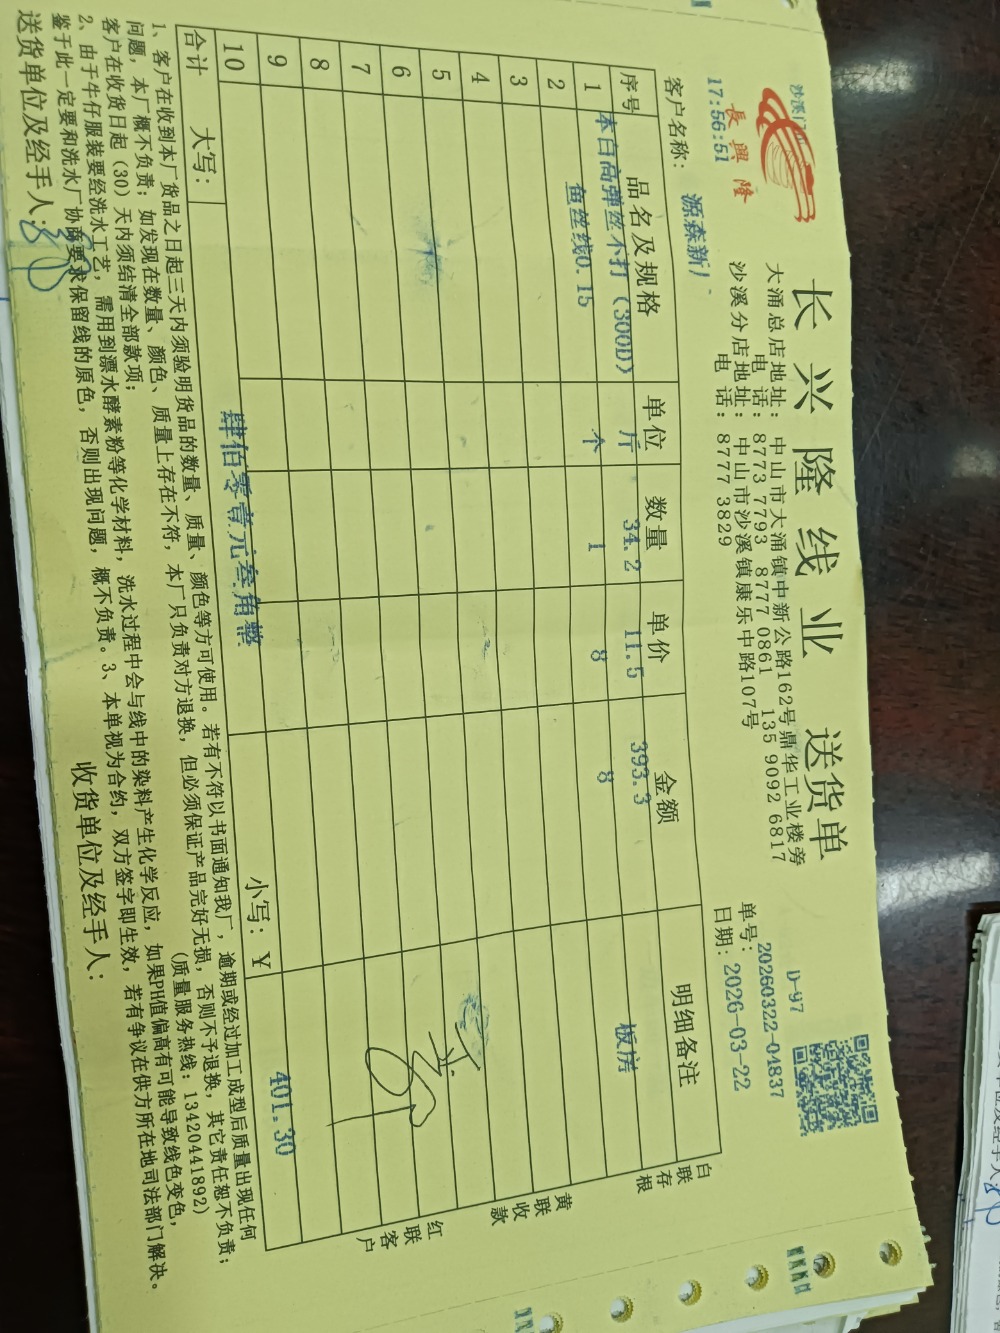 沙溪门
17:56:51
長興隆
长兴隆线业 送货单
大涌总店地址: 中山市大涌镇中新公路162号鼎华工业楼旁
电 话: 8773 7793 8777 0861 135 9092 6817
沙溪分店地址: 中山市沙溪镇康乐中路107号
电 话: 8777 3829
D-97
单号: 20260322-04837
日期: 2026-03-22
客户名称: 源森新厂
序号 品名及规格 单位 数量 单价 金额 明细备注
1 本白高弹丝不打(300D) 斤 34.2 11.5 393.3 板房
2 鱼丝线0.15 个 1 8 8
3
4
5
6
7
8
9
10
合计 大写: 肆佰零壹元叁角整 小写: ¥ 401.30
白联存根
黄联收款
红联客户
1、客户在收到本厂货品之日起三天内须验明货品的数量、质量、颜色等方可使用。若有不符以书面通知我厂，逾期或经过加工成型后质量出现任何
问题，本厂概不负责；如发现在数量、颜色、质量上存在不符，本厂只负责对方退换，但必须保证产品完好无损，否则不予退换，其它责任恕不负责；
客户在收货日起（30）天内须结清全部款项； (质量服务热线：13420441892)
2、由于牛仔服装要经洗水工艺，需用到漂水酵素粉等化学材料，洗水过程中会与线中的染料产生化学反应，如果PH值偏高有可能导致线色变色，
鉴于此一定要和洗水厂协商要求保留线的原色，否则出现问题，概不负责。3、本单视为合约，双方签字即生效，若有争议在供方所在地司法部门解决。
送货单位及经手人: 收货单位及经手人: